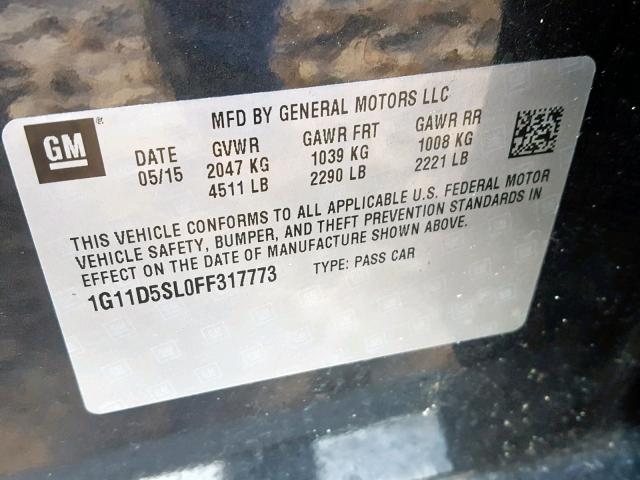 MFD BY GENERAL MOTORS LLC
GM
DATE GVWR GAWR FRT GAWR RR
05/15 2047 KG 1039 KG 1008 KG
4511 LB 2290 LB 2221 LB
THIS VEHICLE CONFORMS TO ALL APPLICABLE U.S. FEDERAL MOTOR
VEHICLE SAFETY, BUMPER, AND THEFT PREVENTION STANDARDS IN
EFFECT ON THE DATE OF MANUFACTURE SHOWN ABOVE.
1G11D5SL0FF317773 TYPE: PASS CAR